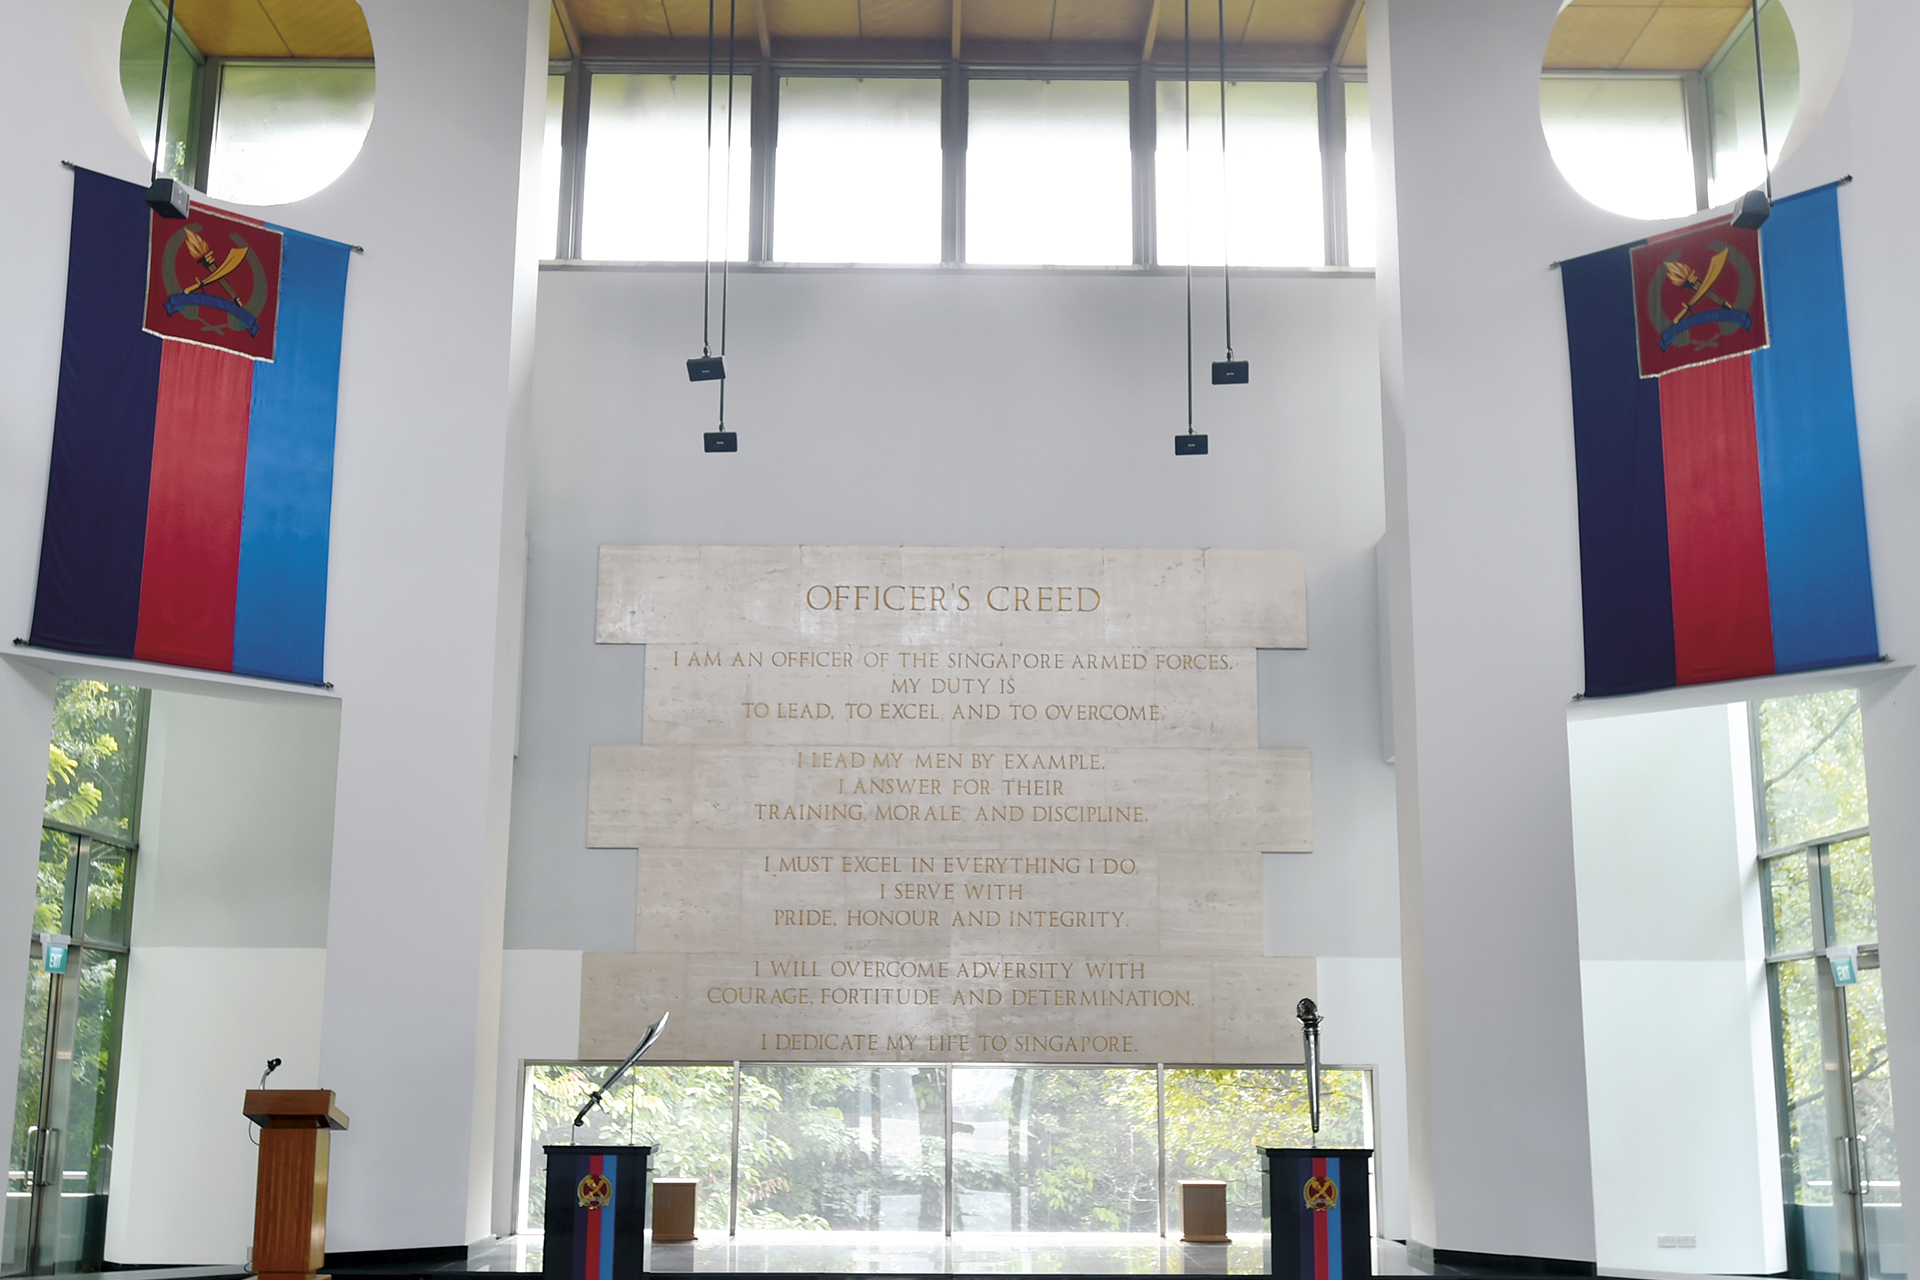 OFFICER'S CREED
I AM AN OFFICER OF THE SINGAPORE ARMED FORCES.
MY DUTY IS
TO LEAD, TO EXCEL AND TO OVERCOME.
I LEAD MY MEN BY EXAMPLE.
I ANSWER FOR THEIR
TRAINING, MORALE AND DISCIPLINE.
I MUST EXCEL IN EVERYTHING I DO.
I SERVE WITH
PRIDE, HONOUR AND INTEGRITY.
I WILL OVERCOME ADVERSITY WITH
COURAGE, FORTITUDE AND DETERMINATION.
I DEDICATE MY LIFE TO SINGAPORE.
EXIT
EXIT